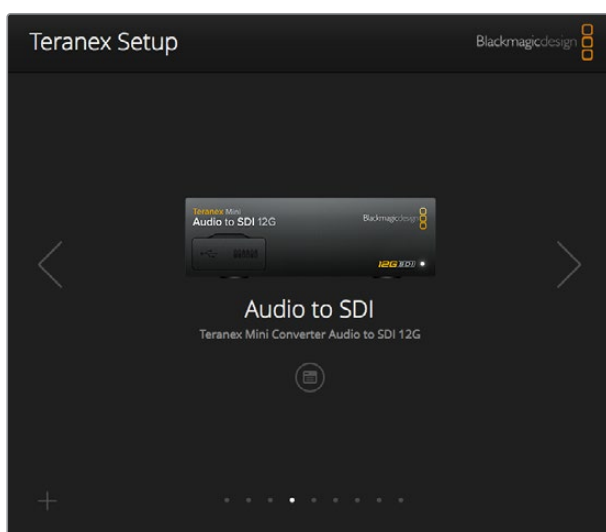 Teranex Setup
Blackmagicdesign
Teranex Mini
Audio to SDI 12G
Blackmagicdesign
12G SDI
Audio to SDI
Teranex Mini Converter Audio to SDI 12G